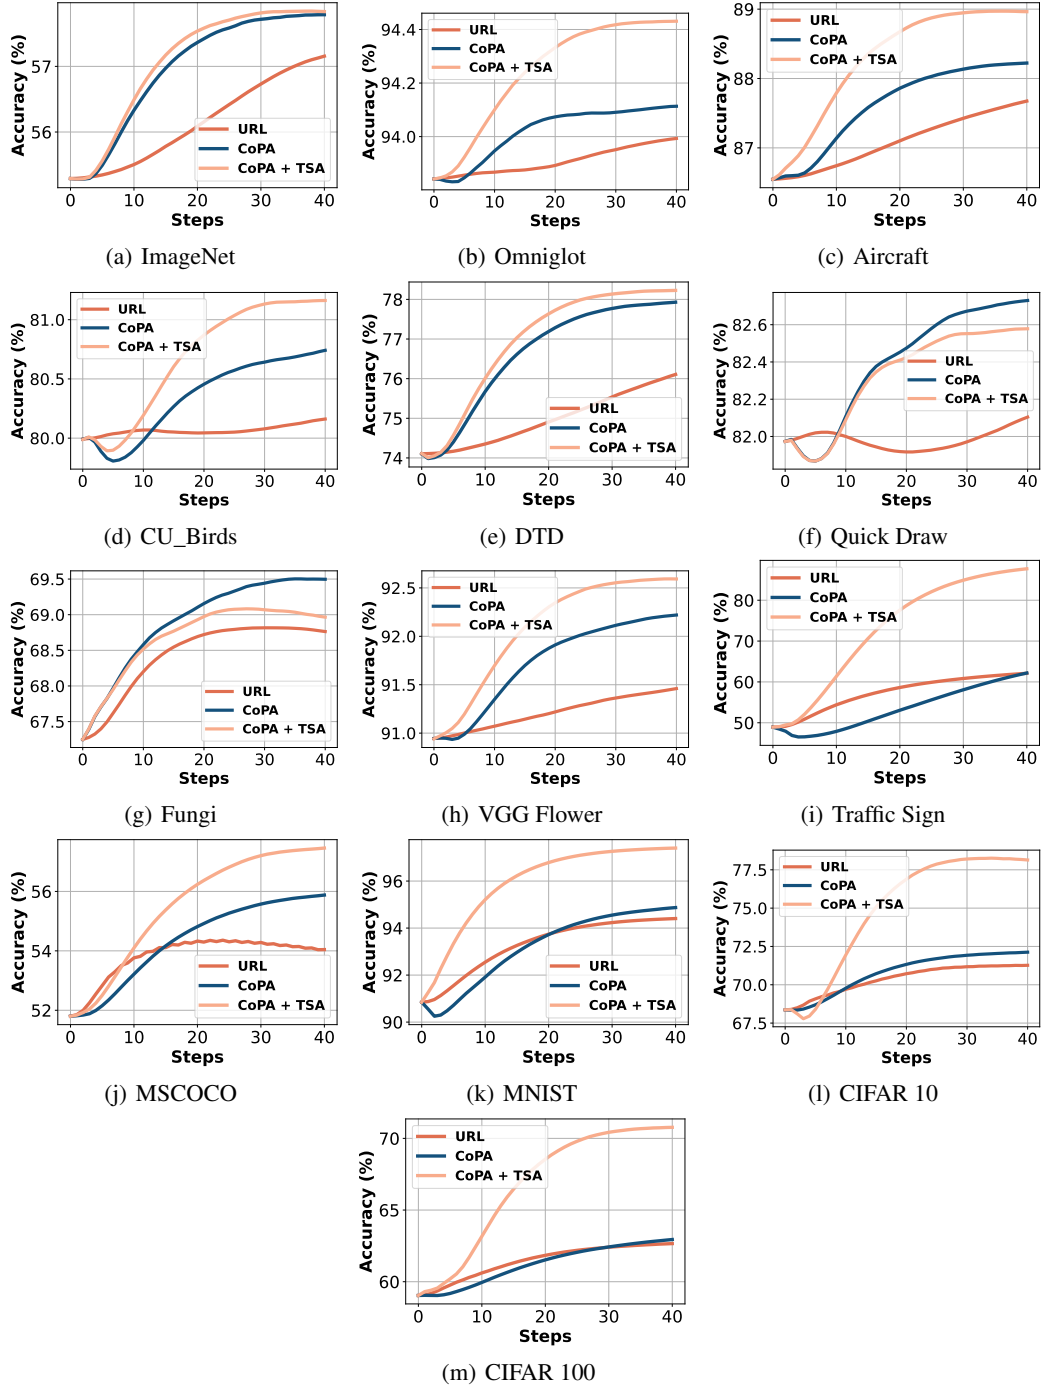 Accuracy (%)
57
56
URL
CoPA
CoPA + TSA
0 10 20 30 40
Steps
(a) ImageNet
Accuracy (%)
94.4
94.2
94.0
URL
CoPA
CoPA + TSA
0 10 20 30 40
Steps
(b) Omniglot
Accuracy (%)
89
88
87
URL
CoPA
CoPA + TSA
0 10 20 30 40
Steps
(c) Aircraft
Accuracy (%)
81.0
80.5
80.0
URL
CoPA
CoPA + TSA
0 10 20 30 40
Steps
(d) CU_Birds
Accuracy (%)
78
77
76
75
74
URL
CoPA
CoPA + TSA
0 10 20 30 40
Steps
(e) DTD
Accuracy (%)
82.6
82.4
82.2
82.0
URL
CoPA
CoPA + TSA
0 10 20 30 40
Steps
(f) Quick Draw
Accuracy (%)
69.5
69.0
68.5
68.0
67.5
URL
CoPA
CoPA + TSA
0 10 20 30 40
Steps
(g) Fungi
Accuracy (%)
92.5
92.0
91.5
91.0
URL
CoPA
CoPA + TSA
0 10 20 30 40
Steps
(h) VGG Flower
Accuracy (%)
80
70
60
50
URL
CoPA
CoPA + TSA
0 10 20 30 40
Steps
(i) Traffic Sign
Accuracy (%)
56
54
52
URL
CoPA
CoPA + TSA
0 10 20 30 40
Steps
(j) MSCOCO
Accuracy (%)
96
94
92
90
URL
CoPA
CoPA + TSA
0 10 20 30 40
Steps
(k) MNIST
Accuracy (%)
77.5
75.0
72.5
70.0
67.5
URL
CoPA
CoPA + TSA
0 10 20 30 40
Steps
(l) CIFAR 10
Accuracy (%)
70
65
60
URL
CoPA
CoPA + TSA
0 10 20 30 40
Steps
(m) CIFAR 100